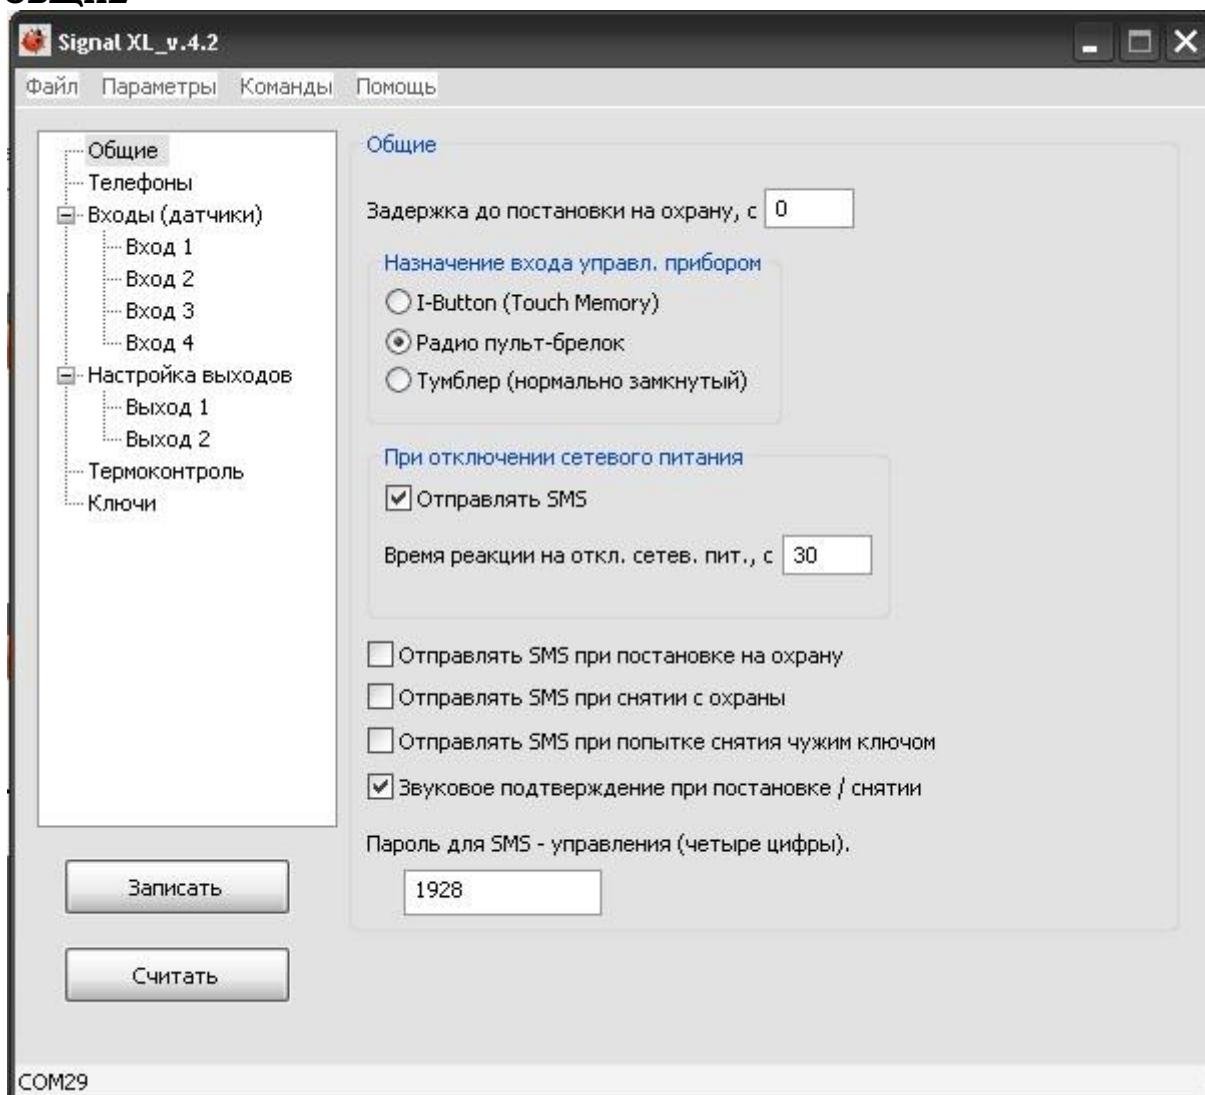 ОБЩИЕ
Signal XL_v.4.2
Файл Параметры Команды Помощь
Общие
Телефоны
Входы (датчики)
Вход 1
Вход 2
Вход 3
Вход 4
Настройка выходов
Выход 1
Выход 2
Термоконтроль
Ключи
Записать
Считать
Общие
Задержка до постановки на охрану, с 0
Назначение входа управл. прибором
I-Button (Touch Memory)
Радио пульт-брелок
Тумблер (нормально замкнутый)
При отключении сетевого питания
Отправлять SMS
Время реакции на откл. сетев. пит., с 30
Отправлять SMS при постановке на охрану
Отправлять SMS при снятии с охраны
Отправлять SMS при попытке снятия чужим ключом
Звуковое подтверждение при постановке / снятии
Пароль для SMS - управления (четыре цифры).
1928
COM29